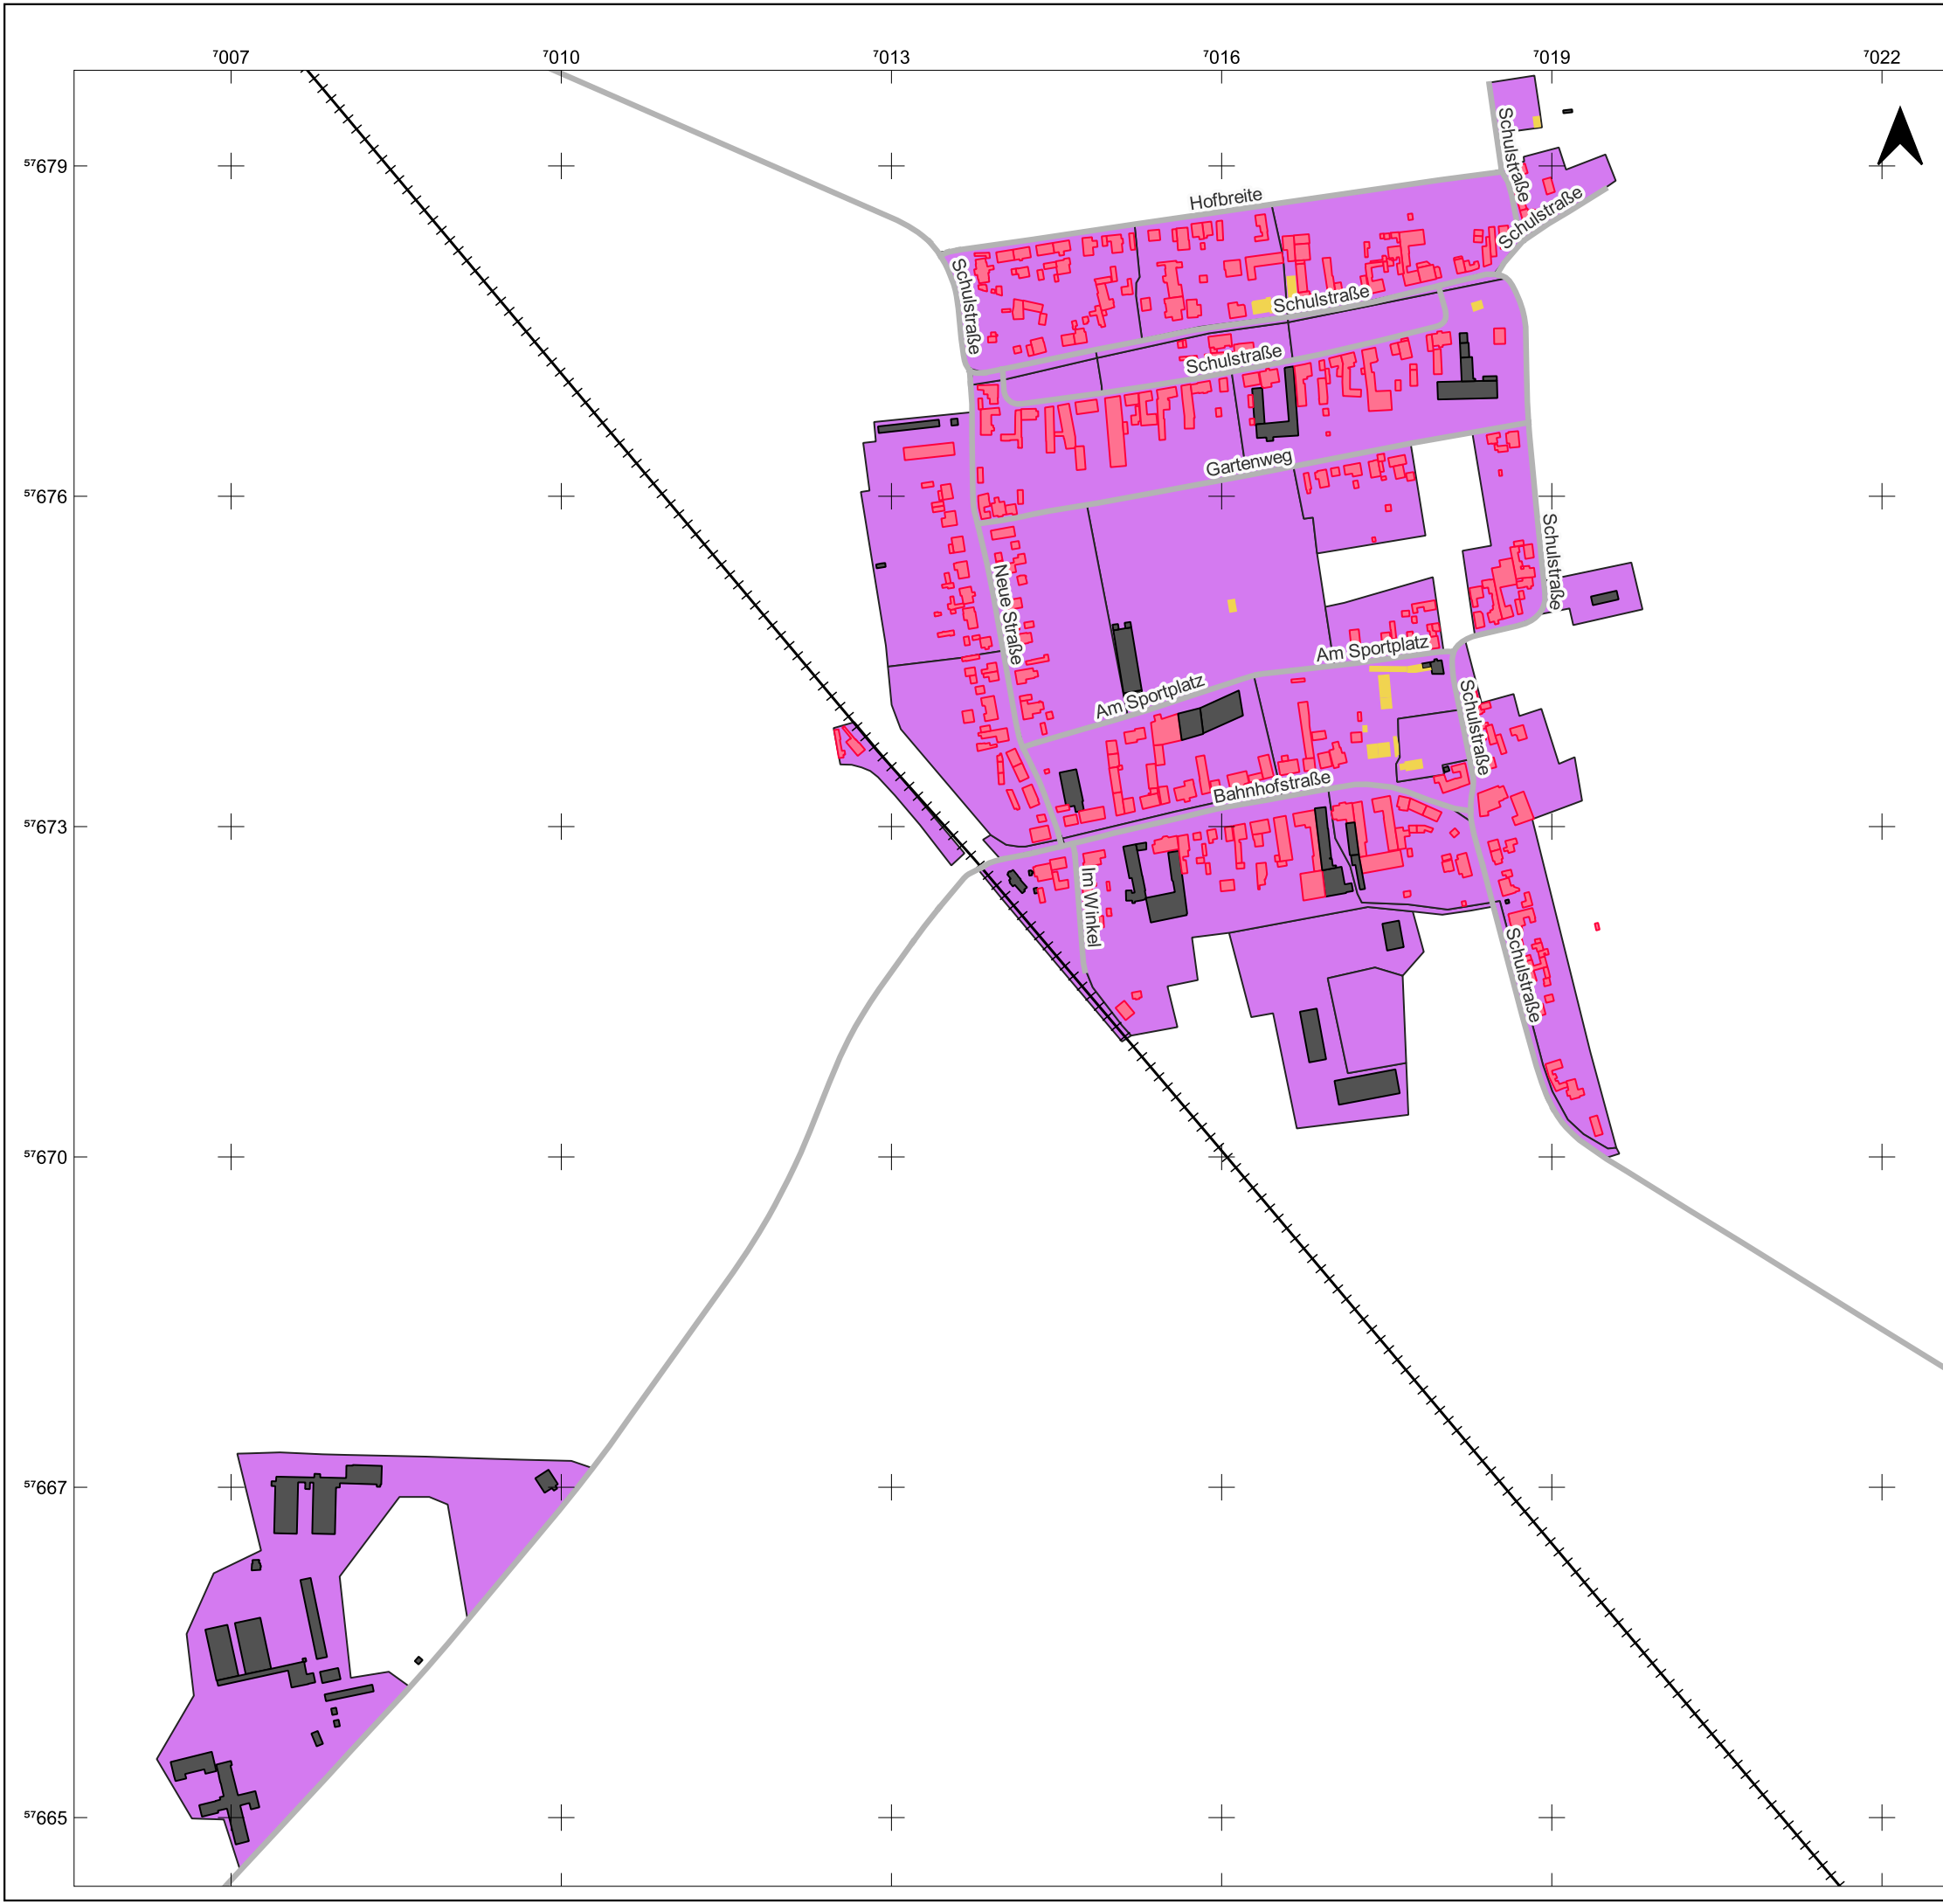 7007 7010 7013 7016 7019 7022
57679
57676
57673
57670
57667
57665
Schulstraße
Hofbreite
Schulstraße
Schulstraße
Schulstraße
Schulstraße
Gartenweg
Schulstraße
Neue Straße
Am Sportplatz
Am Sportplatz
Schulstraße
Bahnhofstraße
Im Winkel
Schulstraße